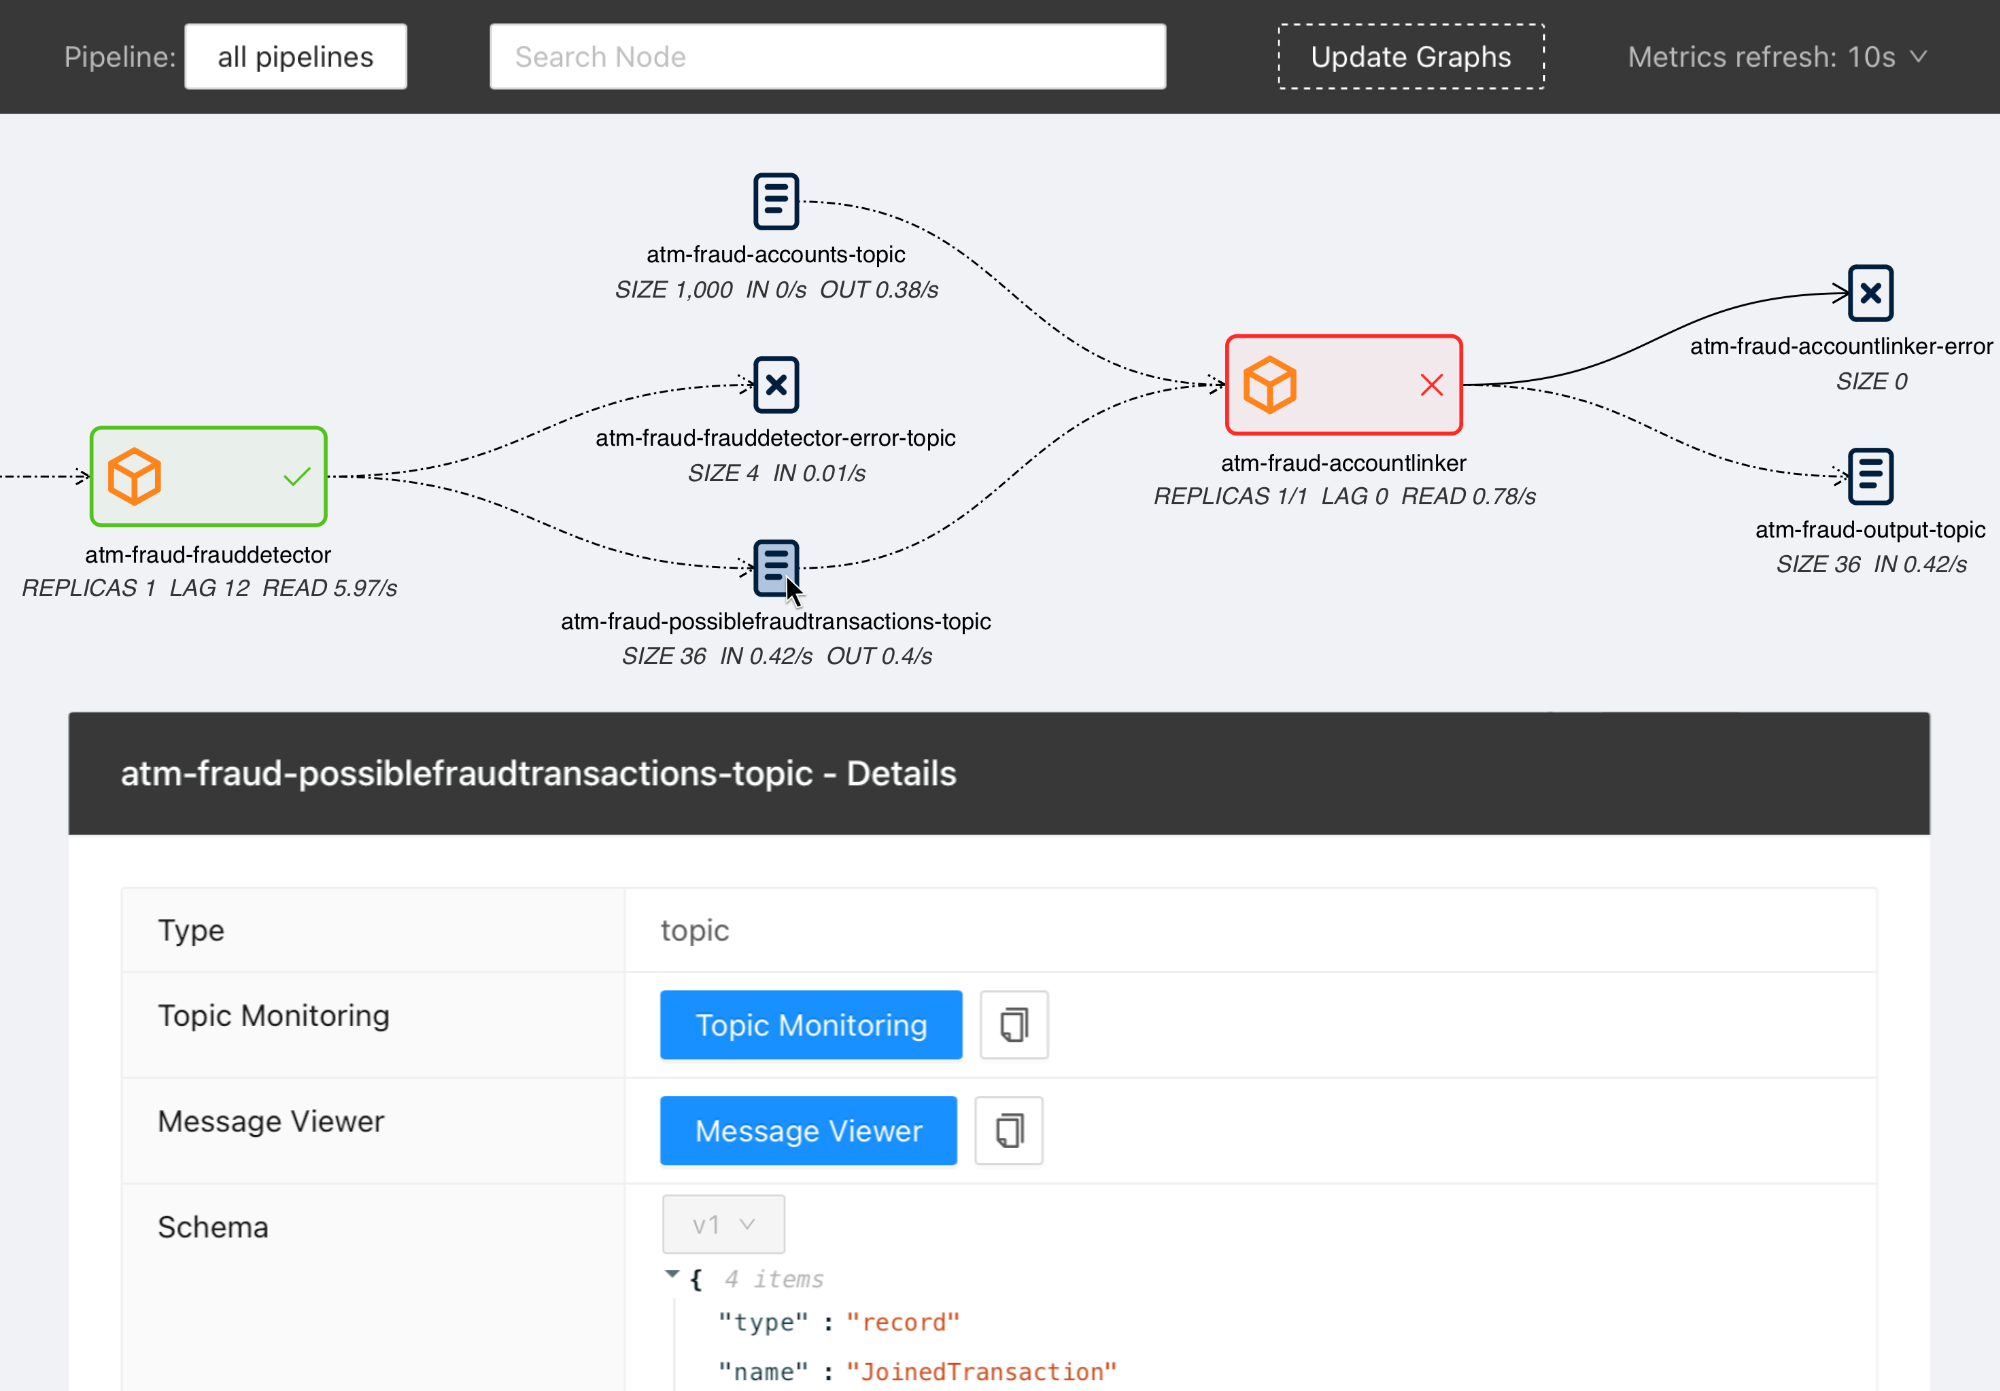 Pipeline: all pipelines Search Node Update Graphs Metrics refresh: 10s
atm-fraud-accounts-topic
SIZE 1,000 IN 0/s OUT 0.38/s
atm-fraud-accountlinker-error
SIZE 0
atm-fraud-frauddetector-error-topic
SIZE 4 IN 0.01/s
atm-fraud-accountlinker
REPLICAS 1/1 LAG 0 READ 0.78/s
atm-fraud-output-topic
SIZE 36 IN 0.42/s
atm-fraud-frauddetector
REPLICAS 1 LAG 12 READ 5.97/s
atm-fraud-possiblefraudtransactions-topic
SIZE 36 IN 0.42/s OUT 0.4/s
atm-fraud-possiblefraudtransactions-topic - Details
Type topic
Topic Monitoring Topic Monitoring
Message Viewer Message Viewer
Schema v1
{ 4 items
"type" : "record"
"name" : "JoinedTransaction"